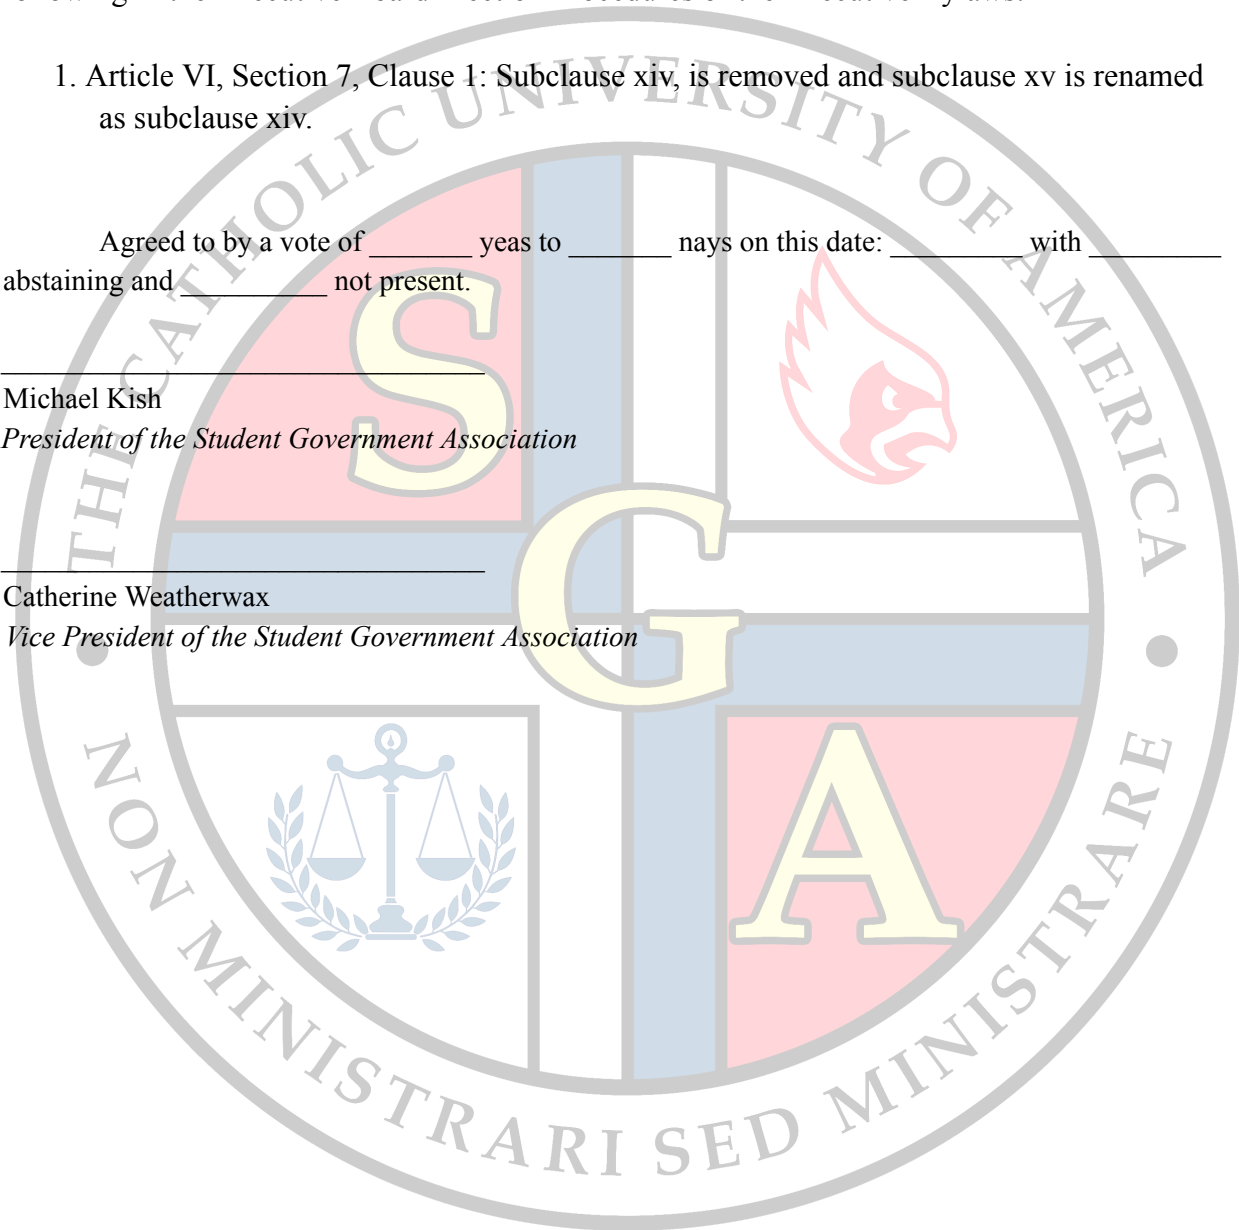 1. Article VI, Section 7, Clause 1: Subclause xiv, is removed and subclause xv is renamed
as subclause xiv.
Agreed to by a vote of _______ yeas to _______ nays on this date: _________ with _________
abstaining and __________ not present.
_________________________________
Michael Kish
President of the Student Government Association
_________________________________
Catherine Weatherwax
Vice President of the Student Government Association
THE CATHOLIC UNIVERSITY OF AMERICA
S
G
A
NON MINISTRARI SED MINISTRARE